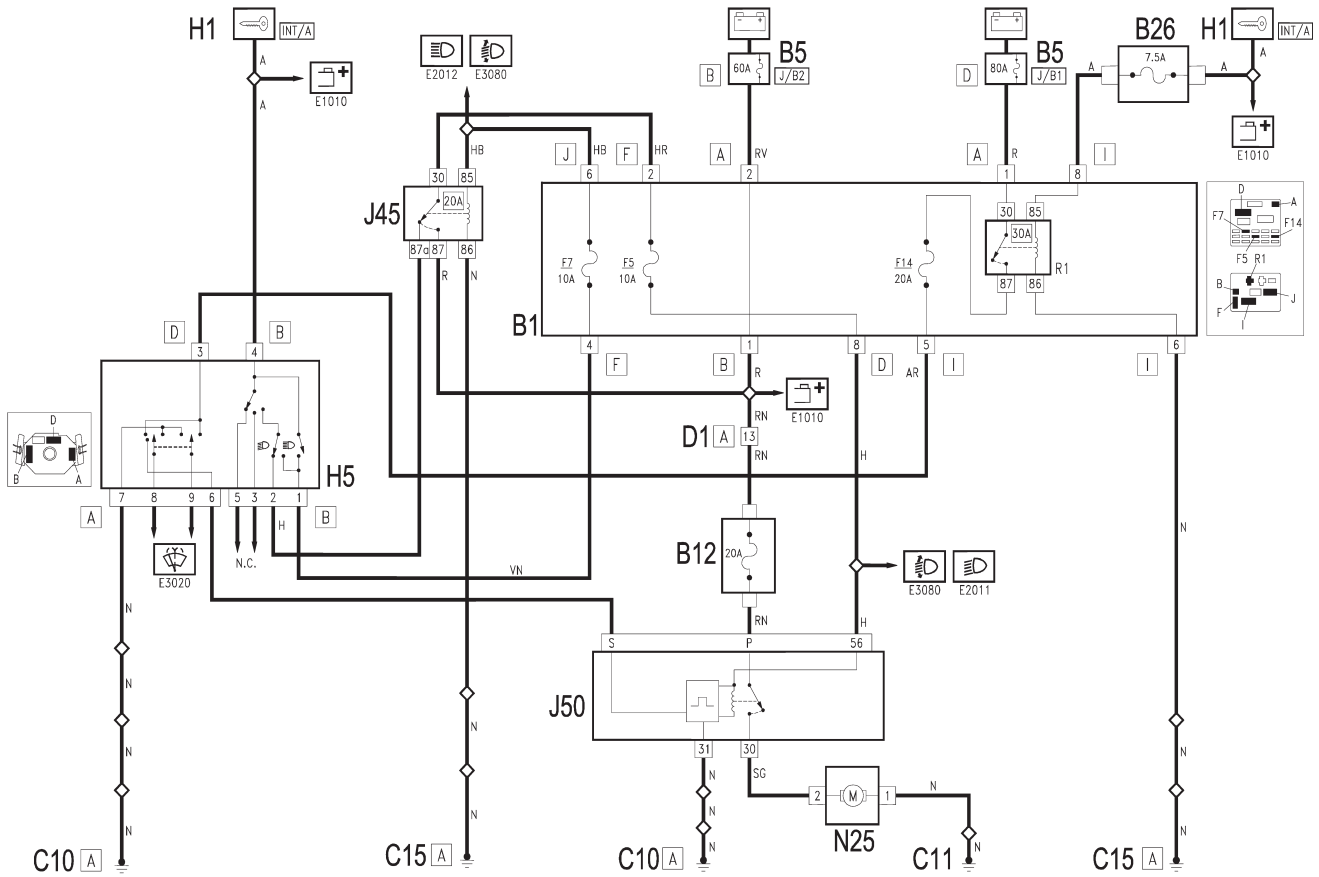 H1 INT/A
A
E1010
A
E2012 E3080
B 60A B5 J/B2
D 80A B5 J/B1
B26
7.5A
A A
H1 INT/A
A
E1010
HB
J HB F HR A RV A R I
30 85 6 2 2 1 8
J45 20A
87a 87 86
R N
F7 10A
F5 10A
F14 20A
30 85
30A
R1
87 86
B1
D
A
F7
F14
F5 R1
B
J
F
I
4 1 8 5 6
F B D AR I I
R
E1010
RN
D1 A 13
RN
H
D B
3 4
D
B A
H5
7 8 9 6 5 3 2 1
A B
H
N.C.
E3020
VN
B12 20A
RN
E3080 E2011
H
S P 56
J50
31 30
N SG
N
N
2 M 1
N25
N
N
N
N
N
N
N
N
N
N
N
C10 A
C15 A
C10 A
C11
C15 A